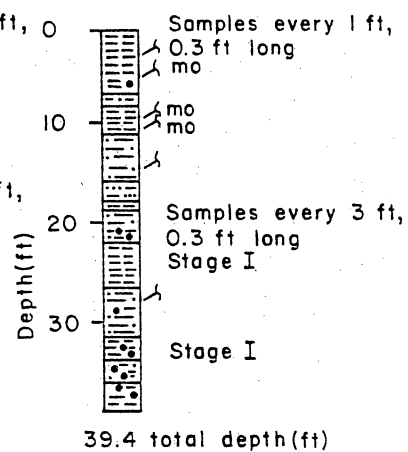 ft, 0 Samples every 1 ft,
0.3 ft long
mo
mo
10 mo
ft,
Samples every 3 ft,
20 0.3 ft long
Stage I
Depth(ft)
30
Stage I
39.4 total depth(ft)